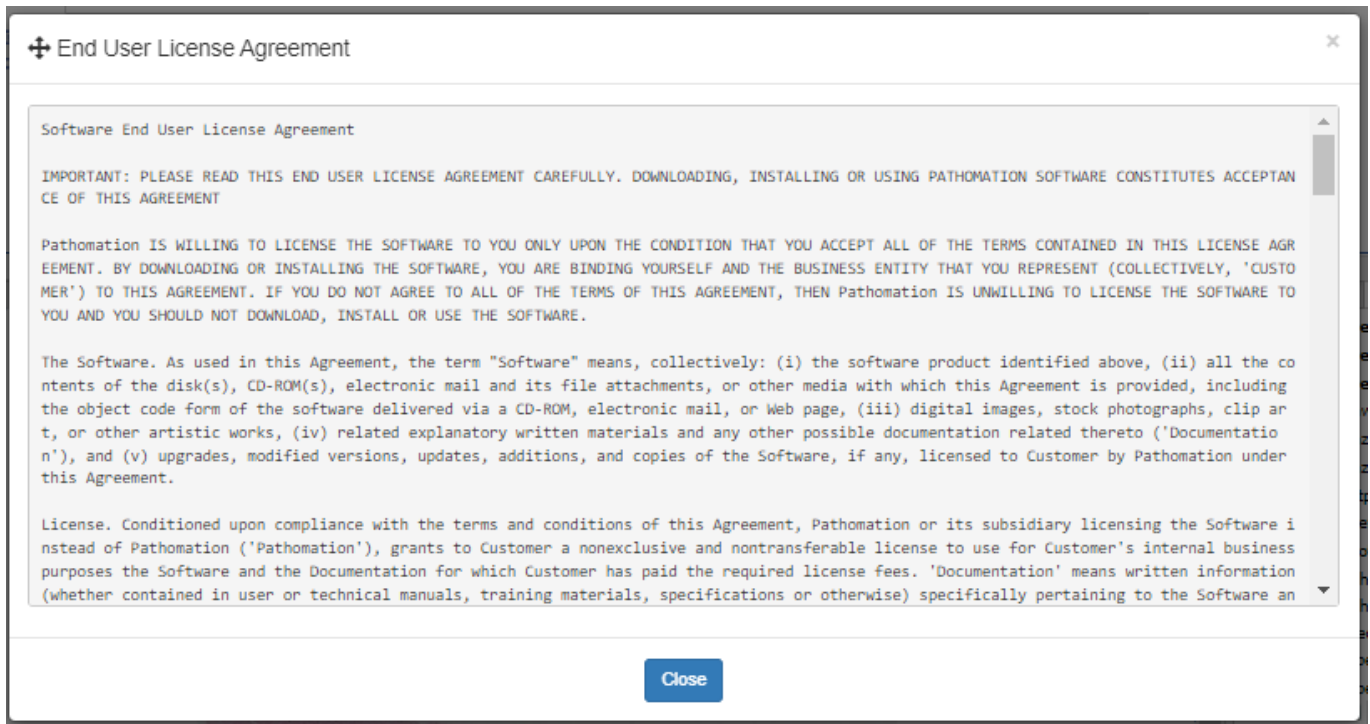 End User License Agreement
×
Software End User License Agreement
IMPORTANT: PLEASE READ THIS END USER LICENSE AGREEMENT CAREFULLY. DOWNLOADING, INSTALLING OR USING PATHOMATION SOFTWARE CONSTITUTES ACCEPTAN
CE OF THIS AGREEMENT
Pathomation IS WILLING TO LICENSE THE SOFTWARE TO YOU ONLY UPON THE CONDITION THAT YOU ACCEPT ALL OF THE TERMS CONTAINED IN THIS LICENSE AGR
EEMENT. BY DOWNLOADING OR INSTALLING THE SOFTWARE, YOU ARE BINDING YOURSELF AND THE BUSINESS ENTITY THAT YOU REPRESENT (COLLECTIVELY, 'CUSTO
MER') TO THIS AGREEMENT. IF YOU DO NOT AGREE TO ALL OF THE TERMS OF THIS AGREEMENT, THEN Pathomation IS UNWILLING TO LICENSE THE SOFTWARE TO
YOU AND YOU SHOULD NOT DOWNLOAD, INSTALL OR USE THE SOFTWARE.
The Software. As used in this Agreement, the term "Software" means, collectively: (i) the software product identified above, (ii) all the co
ntents of the disk(s), CD-ROM(s), electronic mail and its file attachments, or other media with which this Agreement is provided, including
the object code form of the software delivered via a CD-ROM, electronic mail, or Web page, (iii) digital images, stock photographs, clip ar
t, or other artistic works, (iv) related explanatory written materials and any other possible documentation related thereto ('Documentatio
n'), and (v) upgrades, modified versions, updates, additions, and copies of the Software, if any, licensed to Customer by Pathomation under
this Agreement.
License. Conditioned upon compliance with the terms and conditions of this Agreement, Pathomation or its subsidiary licensing the Software i
nstead of Pathomation ('Pathomation'), grants to Customer a nonexclusive and nontransferable license to use for Customer's internal business
purposes the Software and the Documentation for which Customer has paid the required license fees. 'Documentation' means written information
(whether contained in user or technical manuals, training materials, specifications or otherwise) specifically pertaining to the Software an
Close